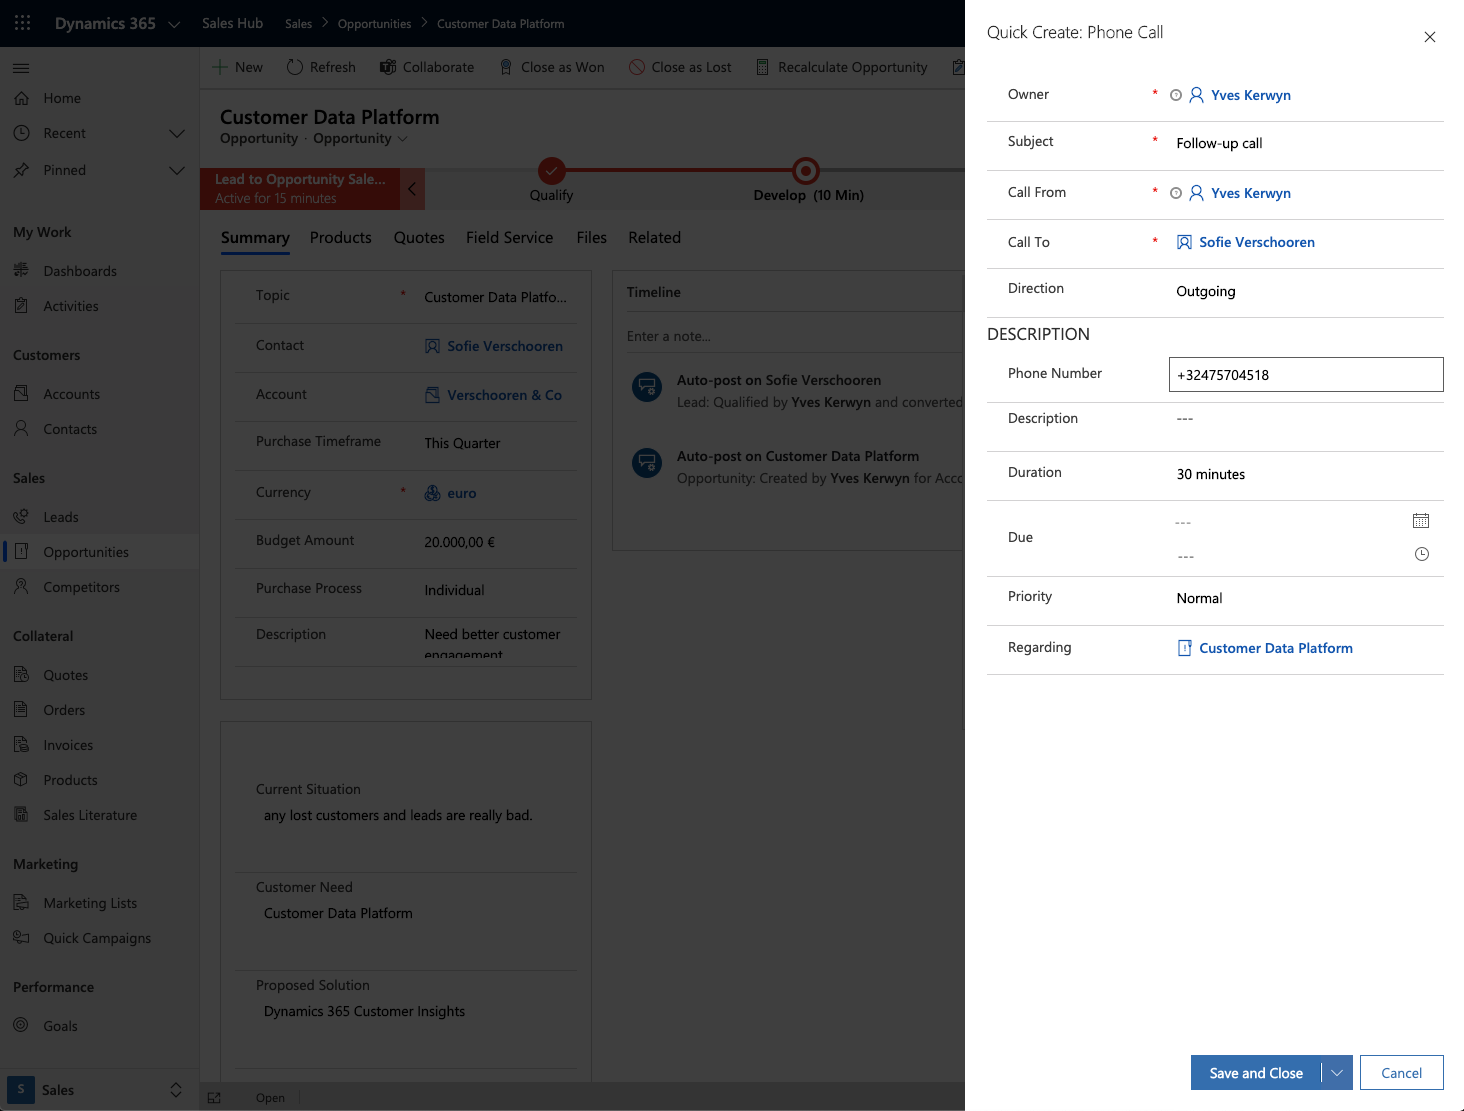 Dynamics 365
Sales Hub
Sales > Opportunities > Customer Data Platform
New
Refresh
Collaborate
Close as Won
Close as Lost
Recalculate Opportunity
Home
Recent
Pinned
My Work
Dashboards
Activities
Customers
Accounts
Contacts
Sales
Leads
Opportunities
Competitors
Collateral
Quotes
Orders
Invoices
Products
Sales Literature
Marketing
Marketing Lists
Quick Campaigns
Performance
Goals
S Sales
Customer Data Platform
Opportunity · Opportunity
Lead to Opportunity Sale...
Active for 15 minutes
Qualify
Develop (10 Min)
Summary
Products
Quotes
Field Service
Files
Related
Topic * Customer Data Platfo...
Contact Sofie Verschooren
Account Verschooren & Co
Purchase Timeframe This Quarter
Currency * euro
Budget Amount 20.000,00 €
Purchase Process Individual
Description Need better customer
engagement
Current Situation
any lost customers and leads are really bad.
Customer Need
Customer Data Platform
Proposed Solution
Dynamics 365 Customer Insights
Timeline
Enter a note...
Auto-post on Sofie Verschooren
Lead: Qualified by Yves Kerwyn and converted
Auto-post on Customer Data Platform
Opportunity: Created by Yves Kerwyn for Acco
Open
Quick Create: Phone Call
Owner * Yves Kerwyn
Subject * Follow-up call
Call From * Yves Kerwyn
Call To * Sofie Verschooren
Direction Outgoing
DESCRIPTION
Phone Number +32475704518
Description ---
Duration 30 minutes
Due ---
---
Priority Normal
Regarding Customer Data Platform
Save and Close
Cancel